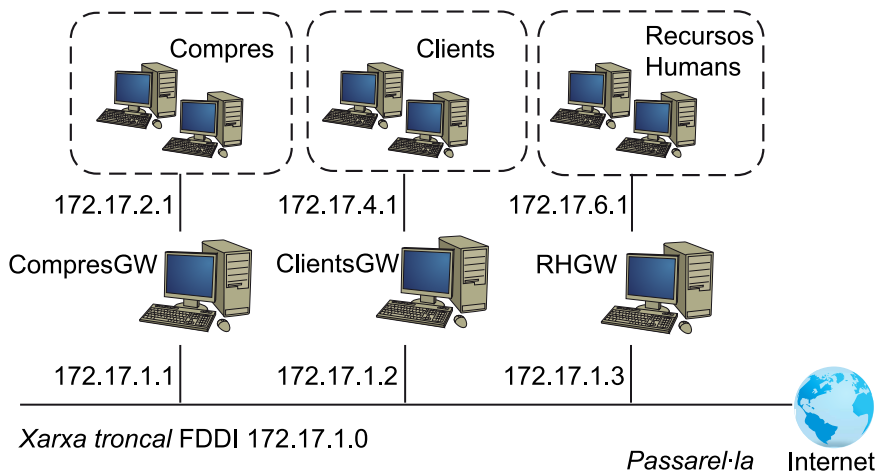 Compres
Clients
Recursos
Humans
172.17.2.1
172.17.4.1
172.17.6.1
CompresGW
ClientsGW
RHGW
172.17.1.1
172.17.1.2
172.17.1.3
Xarxa troncal FDDI 172.17.1.0
Passarel·la
Internet